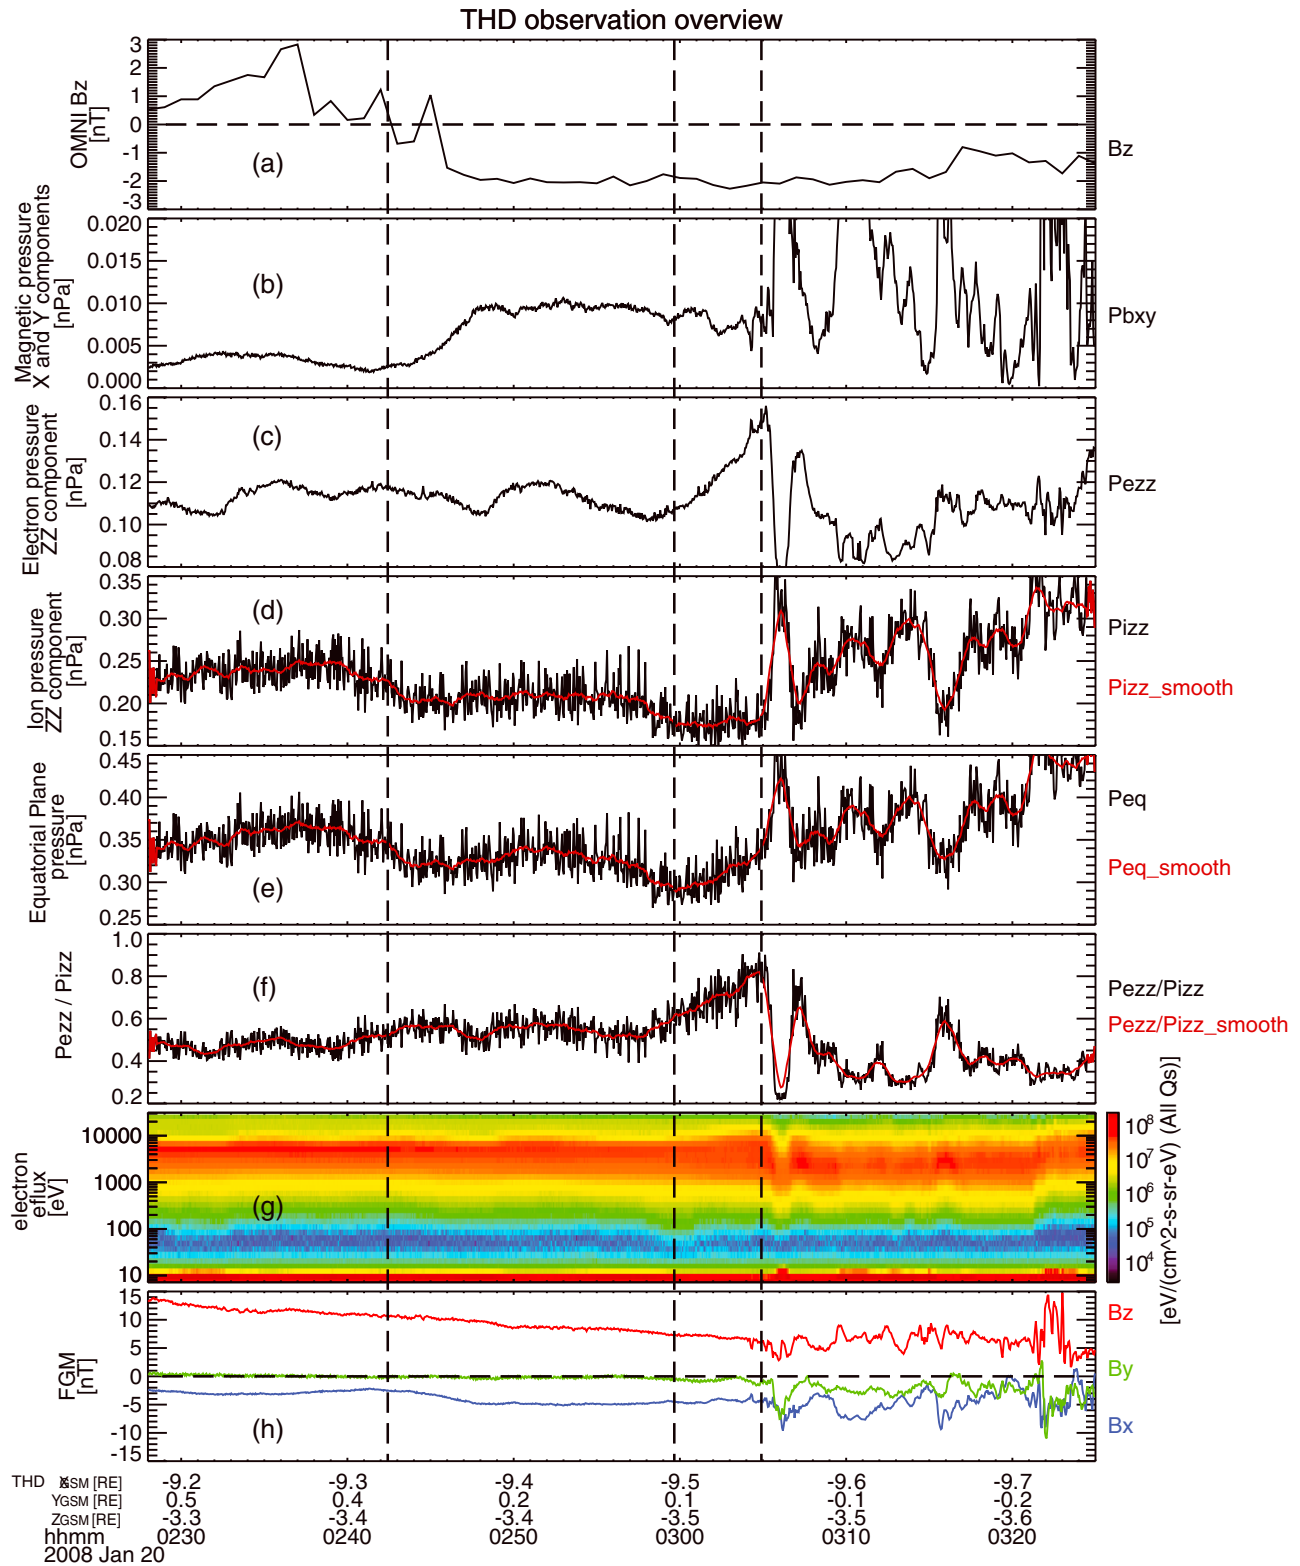 THD observation overview
OMNI Bz
[nT]
3
2
1
0
-1
-2
-3
(a)
Bz
Magnetic pressure
X and Y components
[nPa]
0.020
0.015
0.010
0.005
0.000
(b)
Pbxy
Electron pressure
ZZ component
[nPa]
0.16
0.14
0.12
0.10
0.08
(c)
Pezz
Ion pressure
ZZ component
[nPa]
0.35
0.30
0.25
0.20
0.15
(d)
Pizz
Pizz_smooth
Equatorial Plane
pressure
[nPa]
0.45
0.40
0.35
0.30
0.25
(e)
Peq
Peq_smooth
Pezz / Pizz
1.0
0.8
0.6
0.4
0.2
(f)
Pezz/Pizz
Pezz/Pizz_smooth
electron
eflux
[eV]
10000
1000
100
10
(g)
10^8
10^7
10^6
10^5
10^4
[eV/(cm^2-s-sr-eV) (All Qs)]
FGM
[nT]
15
10
5
0
-5
-10
-15
(h)
Bz
By
Bx
THD XGSM [RE] -9.2 -9.3 -9.4 -9.5 -9.6 -9.7
YGSM [RE] 0.5 0.4 0.2 0.1 -0.1 -0.2
ZGSM [RE] -3.3 -3.4 -3.4 -3.5 -3.5 -3.6
hhmm 0230 0240 0250 0300 0310 0320
2008 Jan 20